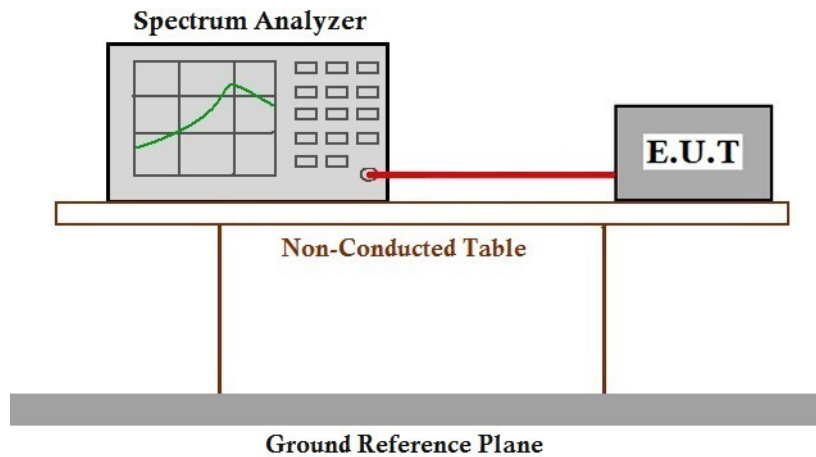 Spectrum Analyzer
E.U.T
Non-Conducted Table
Ground Reference Plane